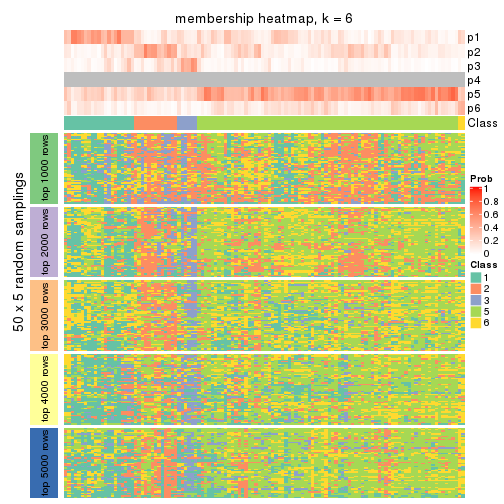 membership heatmap, k = 6
p1
p2
p3
p4
p5
p6
Class
50 x 5 random samplings
top 1000 rows
top 2000 rows
top 3000 rows
top 4000 rows
top 5000 rows
Prob
1
0.8
0.6
0.4
0.2
0
Class
1
2
3
5
6